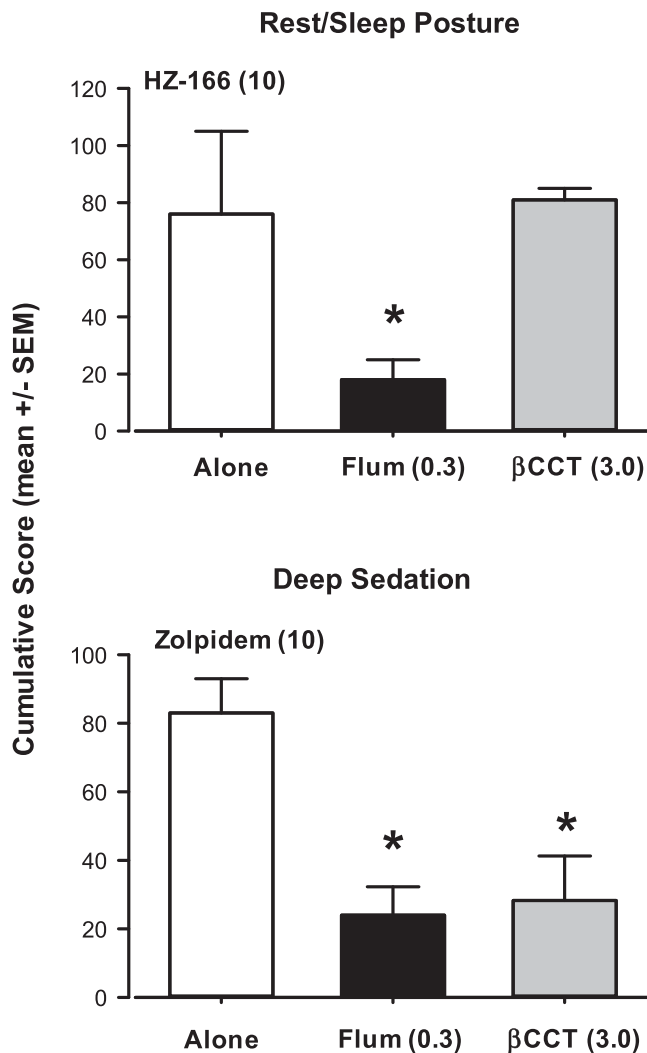 Rest/Sleep Posture
HZ-166 (10)
120
100
80
60
40
20
0
*
Alone
Flum (0.3)
βCCT (3.0)
Cumulative Score (mean +/- SEM)
Deep Sedation
Zolpidem (10)
100
80
60
40
20
0
*
*
Alone
Flum (0.3)
βCCT (3.0)